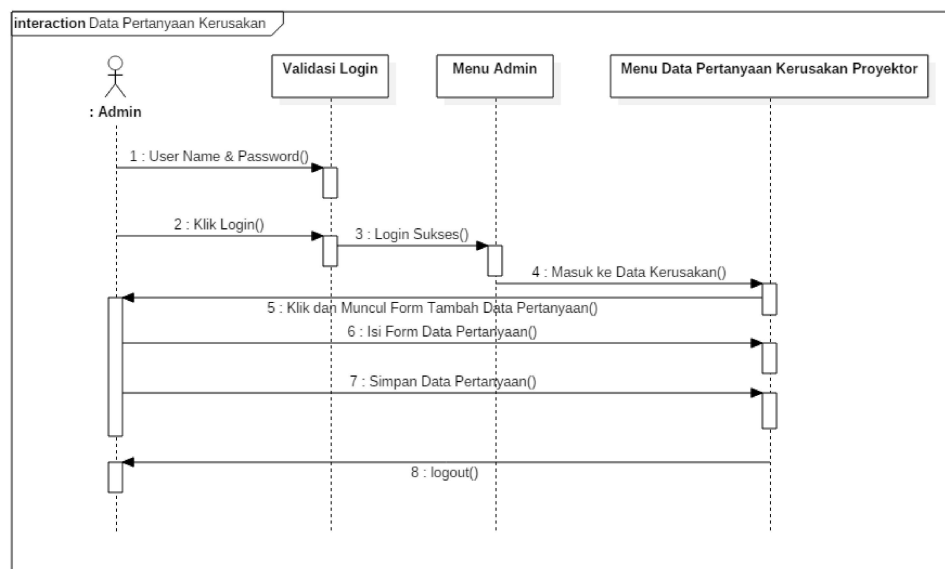 interaction Data Pertanyaan Kerusakan
Validasi Login
Menu Admin
Menu Data Pertanyaan Kerusakan Proyektor
: Admin
1 : User Name & Password()
2 : Klik Login()
3 : Login Sukses()
4 : Masuk ke Data Kerusakan()
5 : Klik dan Muncul Form Tambah Data Pertanyaan()
6 : Isi Form Data Pertanyaan()
7 : Simpan Data Pertanyaan()
8 : logout()